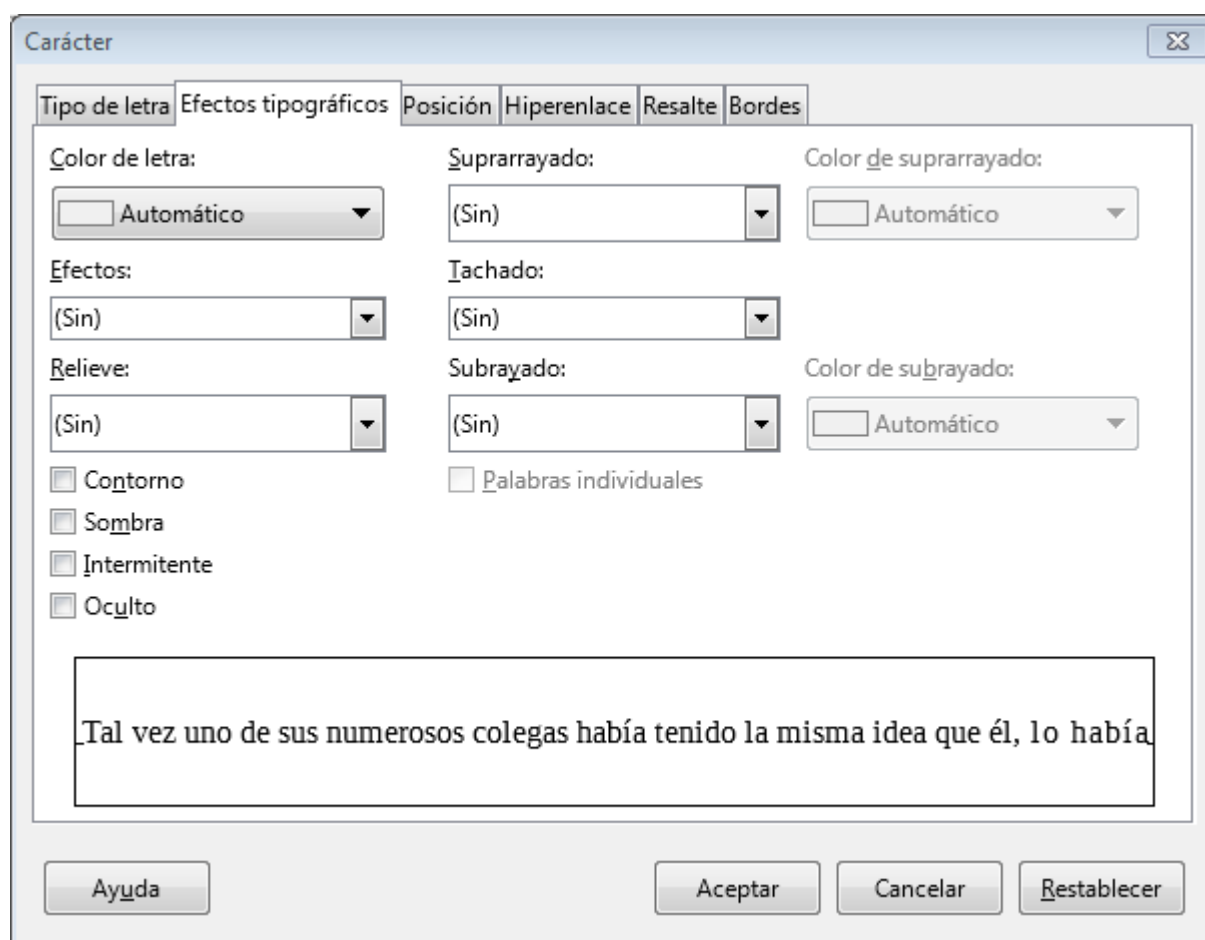 Carácter
Tipo de letra Efectos tipográficos Posición Hiperenlace Resalte Bordes
Color de letra: Suprarrayado: Color de suprarrayado:
Automático (Sin) Automático
Efectos: Tachado:
(Sin) (Sin)
Relieve: Subrayado: Color de subrayado:
(Sin) (Sin) Automático
Contorno Palabras individuales
Sombra
Intermitente
Oculto
Tal vez uno de sus numerosos colegas había tenido la misma idea que él, lo había
Ayuda Aceptar Cancelar Restablecer